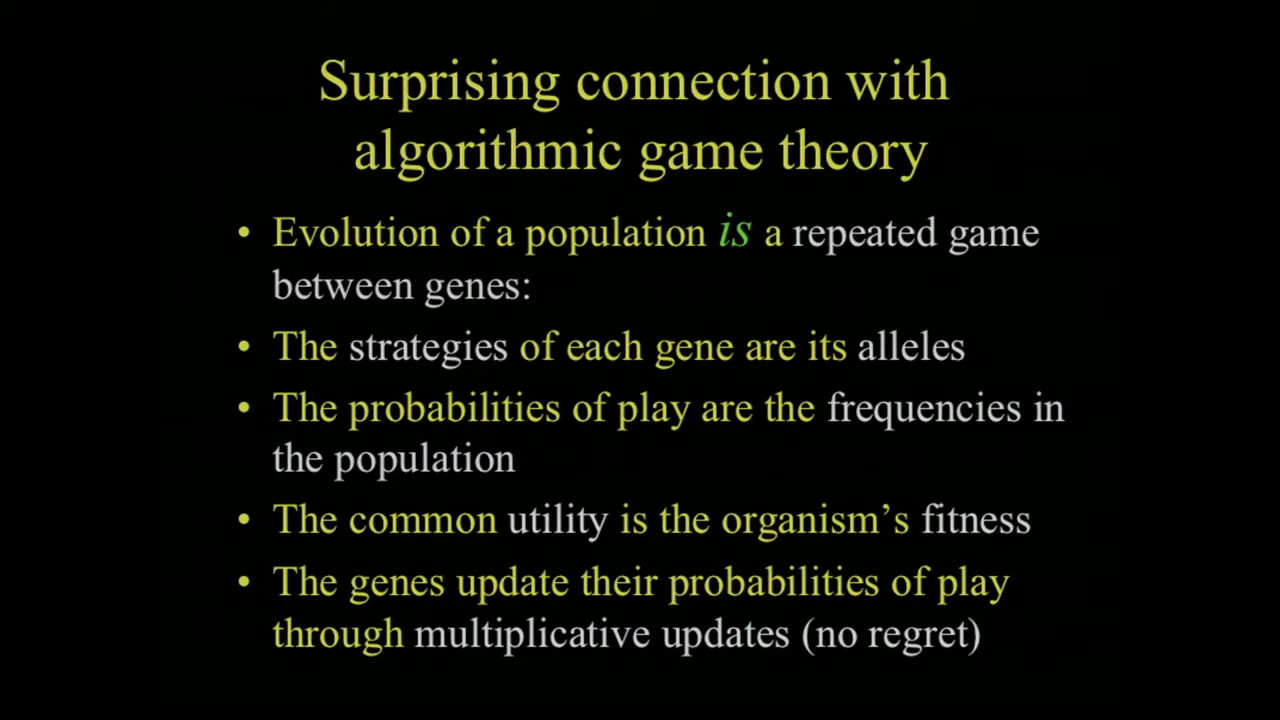 Surprising connection with
algorithmic game theory
• Evolution of a population is a repeated game
between genes:
• The strategies of each gene are its alleles
• The probabilities of play are the frequencies in
the population
• The common utility is the organism’s fitness
• The genes update their probabilities of play
through multiplicative updates (no regret)